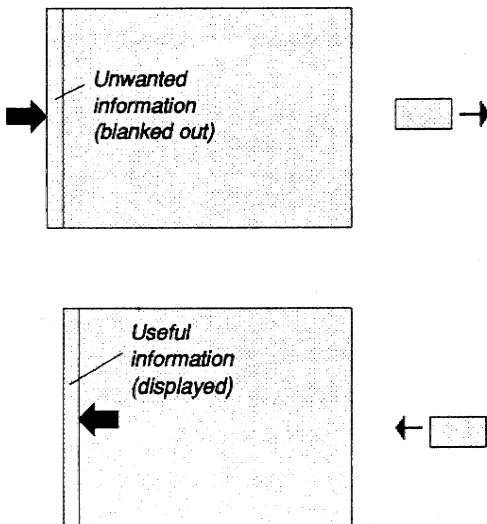 Unwanted
information
(blanked out)
Useful
information
(displayed)